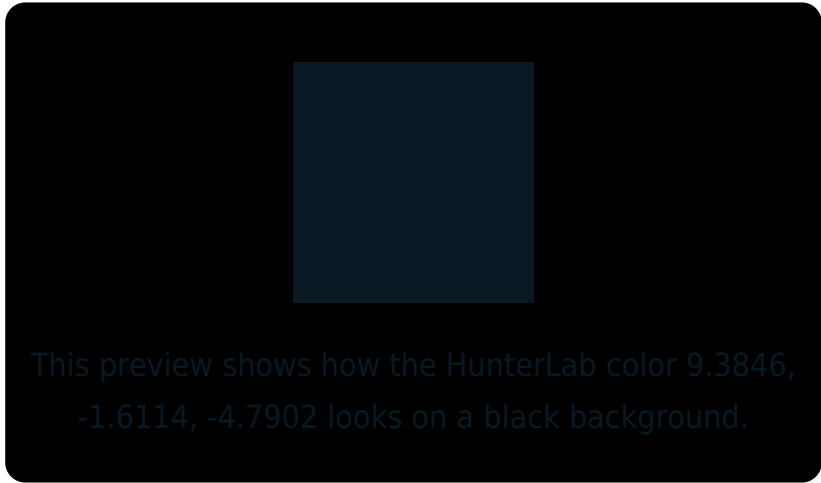 This preview shows how the HunterLab color 9.3846,
-1.6114, -4.7902 looks on a black background.